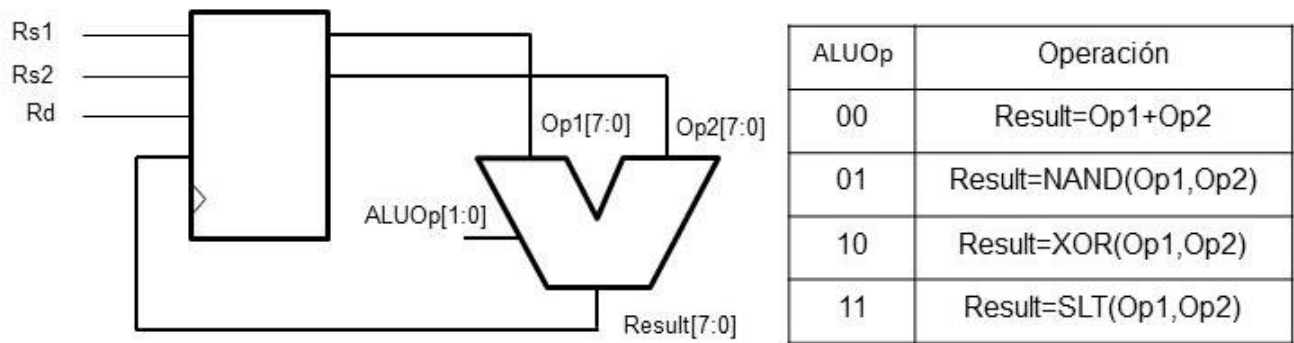 Rs1
Rs2
Rd
Op1[7:0]
Op2[7:0]
ALUOp[1:0]
Result[7:0]
ALUOp Operación
00 Result=Op1+Op2
01 Result=NAND(Op1,Op2)
10 Result=XOR(Op1,Op2)
11 Result=SLT(Op1,Op2)